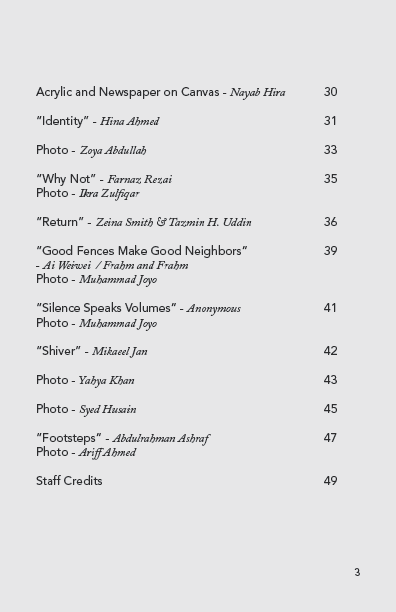 Acrylic and Newspaper on Canvas - Nayab Hira 30
“Identity” - Hina Ahmed 31
Photo - Zoya Abdullah 33
“Why Not” - Farnaz Rezai 35
Photo - Ikra Zulfiqar
“Return” - Zeina Smith & Tazmin H. Uddin 36
“Good Fences Make Good Neighbors” 39
- Ai Weiwei / Frahm and Frahm
Photo - Muhammad Joyo
“Silence Speaks Volumes” - Anonymous 41
Photo - Muhammad Joyo
“Shiver” - Mikaeel Jan 42
Photo - Yahya Khan 43
Photo - Syed Husain 45
“Footsteps” - Abdulrahman Ashraf 47
Photo - Ariff Ahmed
Staff Credits 49
3